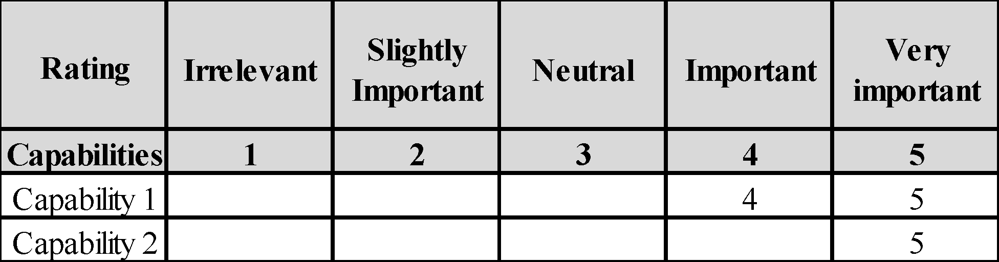 Rating Irrelevant Slightly Important Neutral Important Very important
Capabilities 1 2 3 4 5
Capability 1 4 5
Capability 2 5